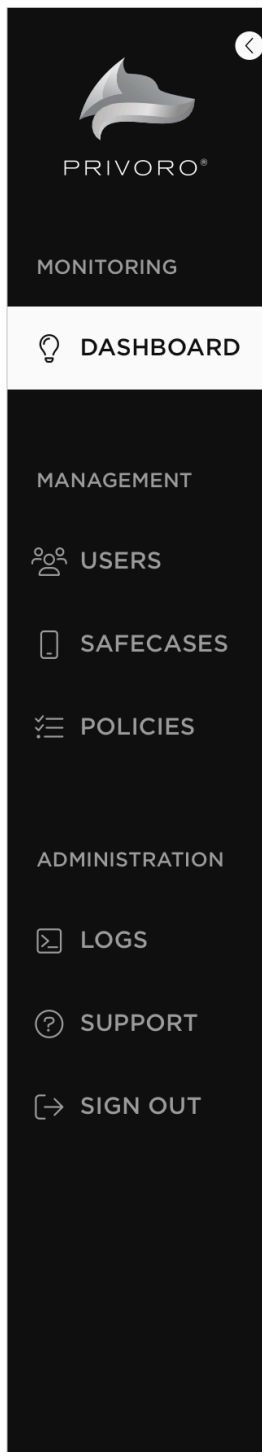 PRIVORO®
MONITORING
DASHBOARD
MANAGEMENT
USERS
SAFECASES
POLICIES
ADMINISTRATION
LOGS
SUPPORT
SIGN OUT